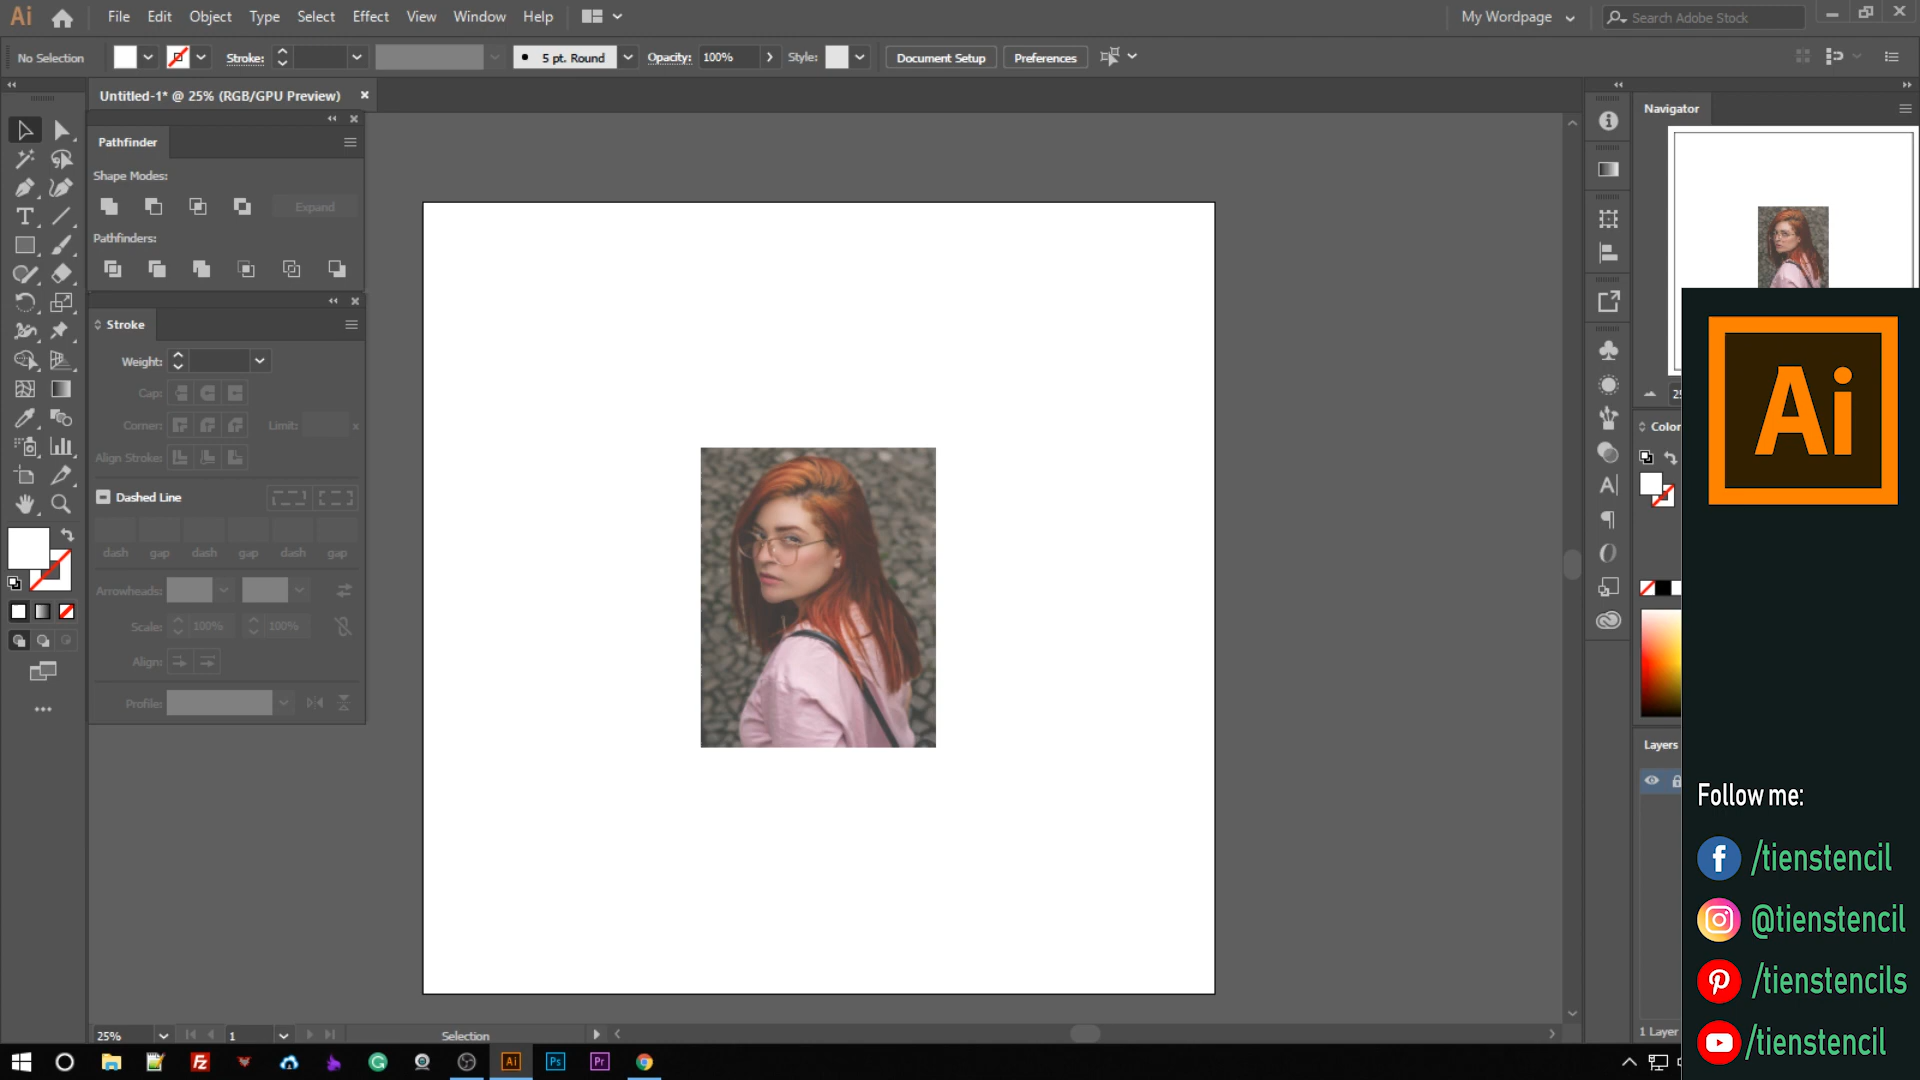 Ai File Edit Object Type Select Effect View Window Help My Wordpage Search Adobe Stock
No Selection Stroke: 5 pt. Round Opacity: 100% Style: Document Setup Preferences
Untitled-1* @ 25% (RGB/GPU Preview)
Navigator
Pathfinder
Shape Modes:
Expand
Pathfinders:
Stroke
Weight:
Cap:
Corner: Limit: x
Align Stroke:
Dashed Line
dash gap dash gap dash gap
Arrowheads:
Scale: 100% 100%
Align:
Profile:
Color
Layers
1 Layer
Ai
Follow me:
/tienstencil
@tienstencil
/tienstencils
/tienstencil
25% 1 Selection
Ai Ps Pr